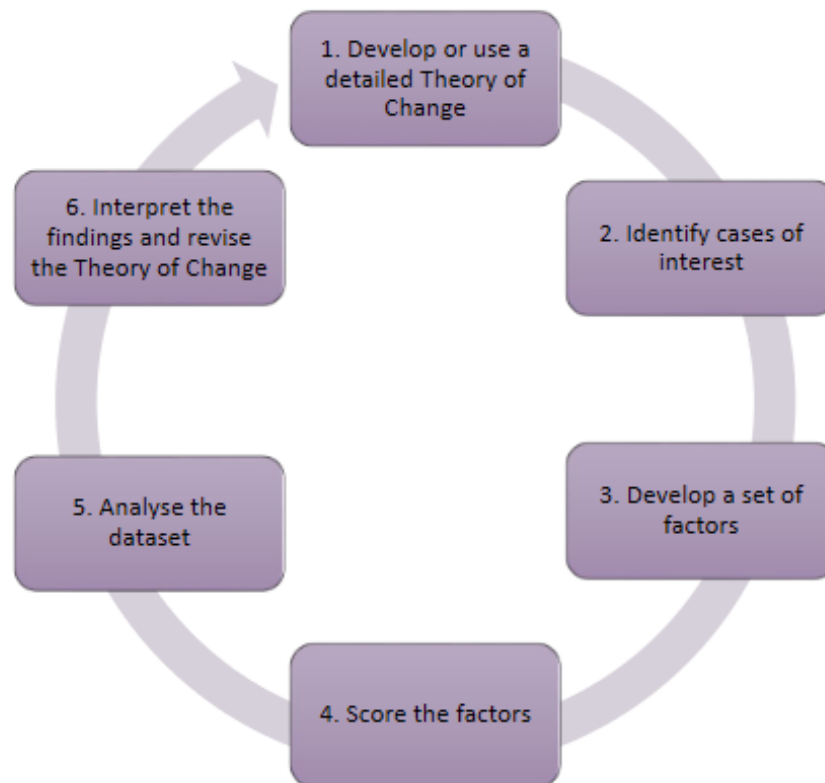 1. Develop or use a
detailed Theory of
Change
2. Identify cases of
interest
3. Develop a set of
factors
4. Score the factors
5. Analyse the
dataset
6. Interpret the
findings and revise
the Theory of Change